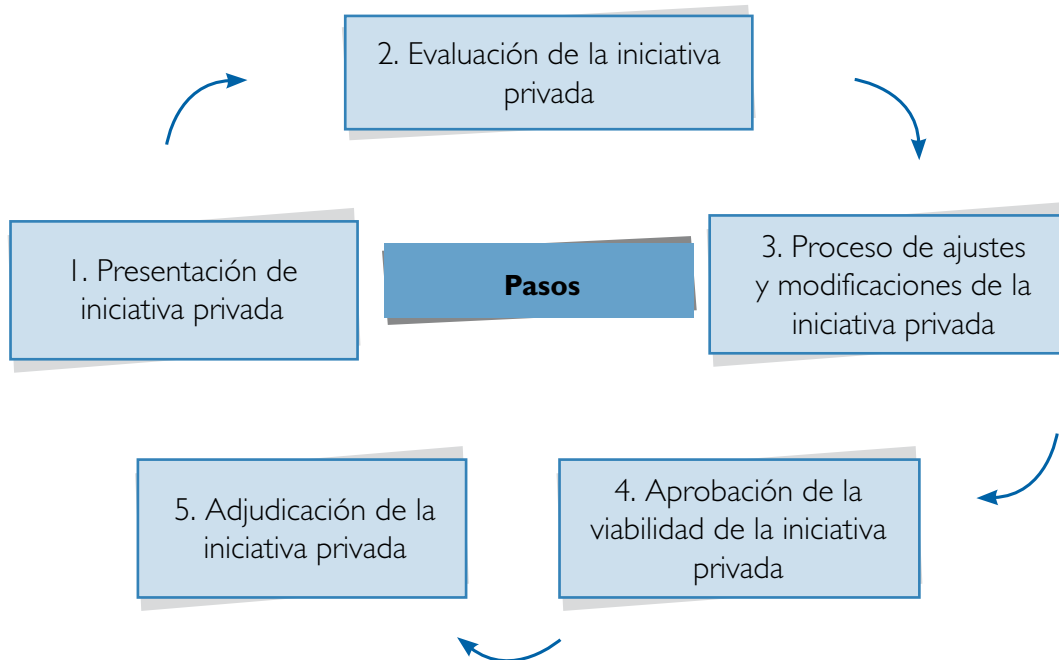 2. Evaluación de la iniciativa
privada
1. Presentación de
iniciativa privada
Pasos
3. Proceso de ajustes
y modificaciones de la
iniciativa privada
5. Adjudicación de la
iniciativa privada
4. Aprobación de la
viabilidad de la iniciativa
privada